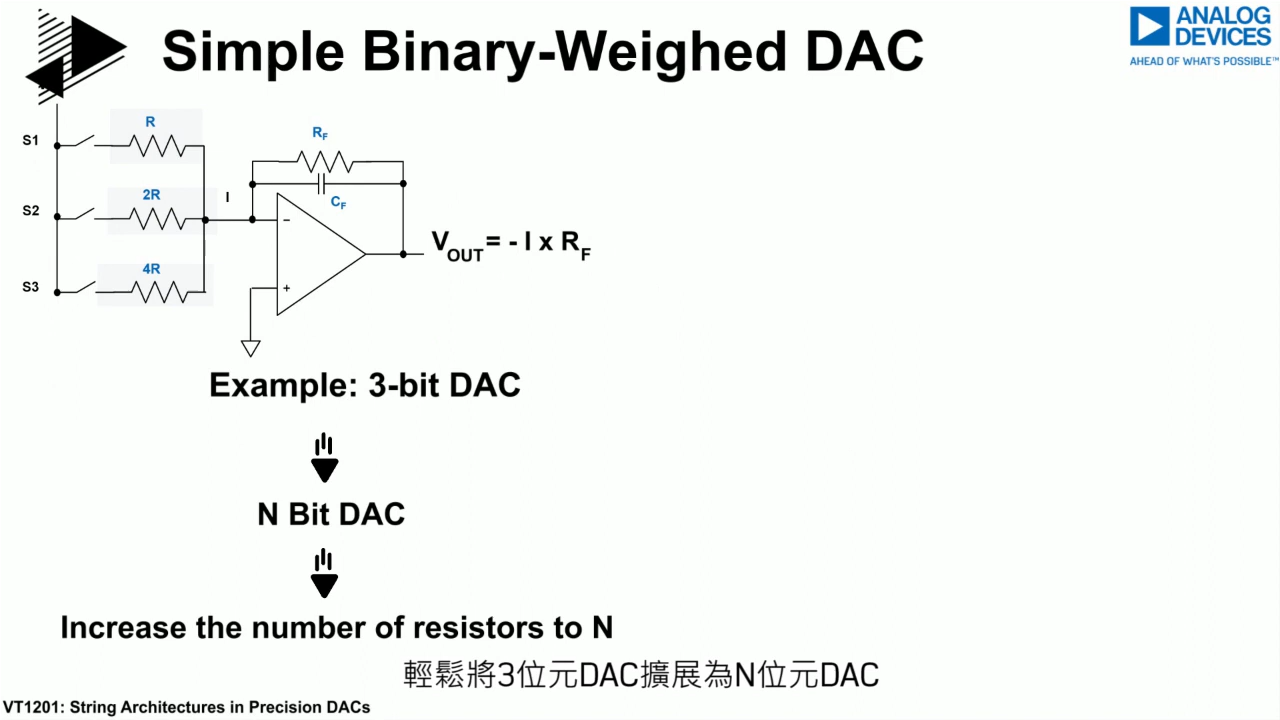 Simple Binary-Weighed DAC
ANALOG
DEVICES
AHEAD OF WHAT'S POSSIBLE™
S1
R
S2
2R
S3
4R
I
RF
CF
−
+
VOUT = - I x RF
Example: 3-bit DAC
N Bit DAC
Increase the number of resistors to N
輕鬆將3位元DAC擴展為N位元DAC
VT1201: String Architectures in Precision DACs